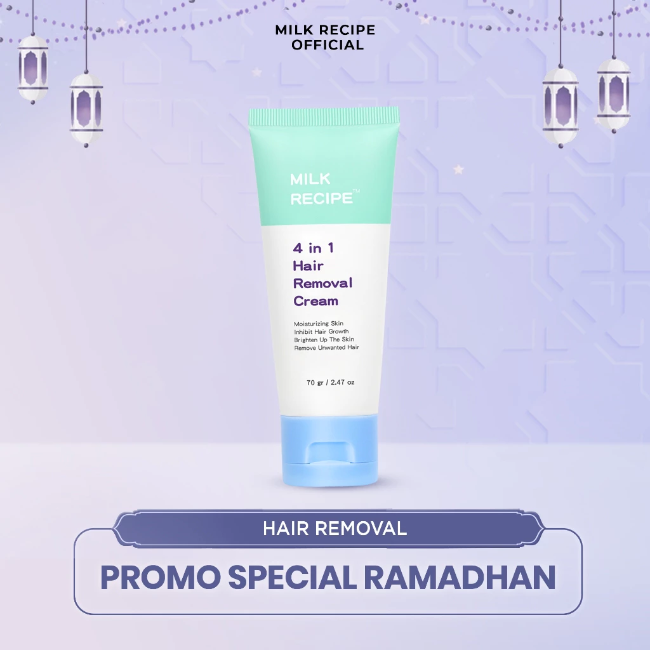 MILK RECIPE
OFFICIAL
MILK
RECIPE™
4 in 1
Hair
Removal
Cream
Moisturizing Skin
Inhibit Hair Growth
Brighten Up The Skin
Remove Unwanted Hair
70 gr / 2.47 oz
HAIR REMOVAL
PROMO SPECIAL RAMADHAN